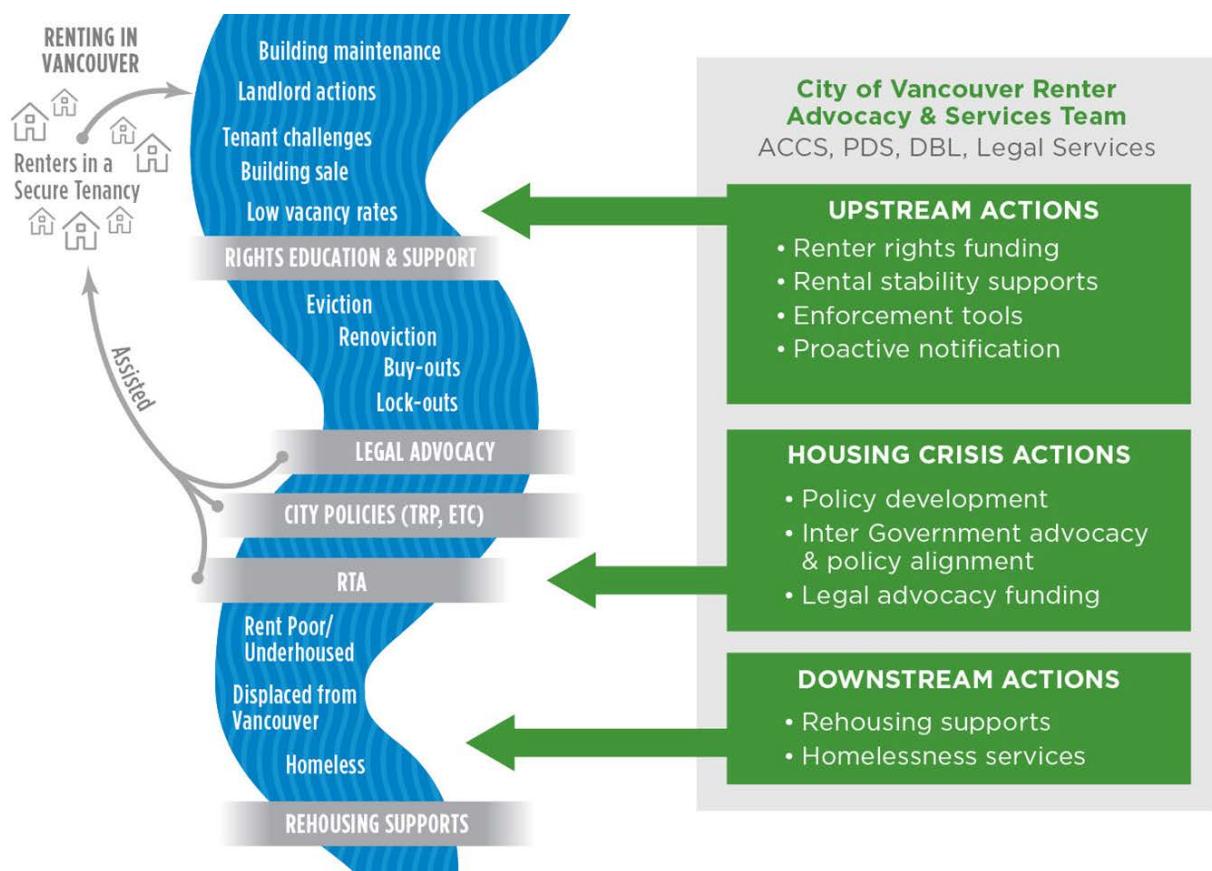 RENTING IN
VANCOUVER
Renters in a
Secure Tenancy
Assisted
Building maintenance
Landlord actions
Tenant challenges
Building sale
Low vacancy rates
RIGHTS EDUCATION & SUPPORT
Eviction
Renoviction
Buy-outs
Lock-outs
LEGAL ADVOCACY
CITY POLICIES (TRP, ETC)
RTA
Rent Poor/
Underhoused
Displaced from
Vancouver
Homeless
REHOUSING SUPPORTS
City of Vancouver Renter
Advocacy & Services Team
ACCS, PDS, DBL, Legal Services
UPSTREAM ACTIONS
• Renter rights funding
• Rental stability supports
• Enforcement tools
• Proactive notification
HOUSING CRISIS ACTIONS
• Policy development
• Inter Government advocacy
& policy alignment
• Legal advocacy funding
DOWNSTREAM ACTIONS
• Rehousing supports
• Homelessness services